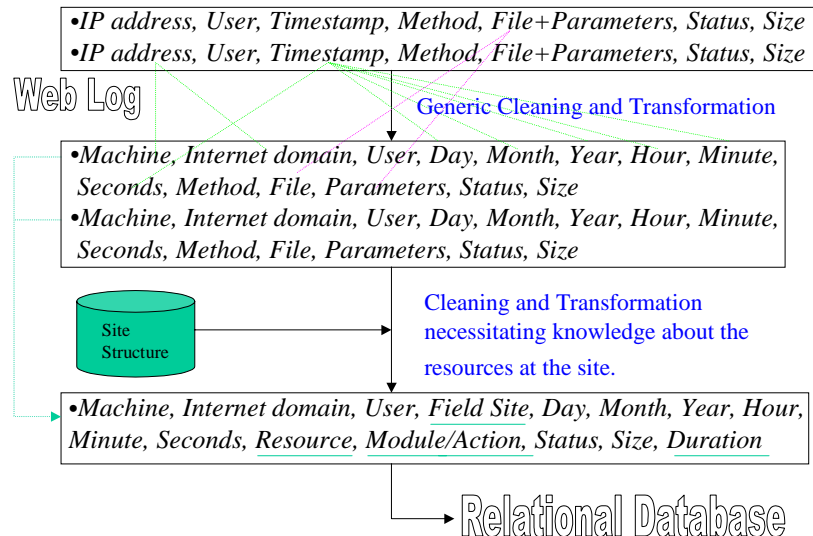 •IP address, User, Timestamp, Method, File+Parameters, Status, Size
•IP address, User, Timestamp, Method, File+Parameters, Status, Size
Web Log
Generic Cleaning and Transformation
•Machine, Internet domain, User, Day, Month, Year, Hour, Minute,
Seconds, Method, File, Parameters, Status, Size
•Machine, Internet domain, User, Day, Month, Year, Hour, Minute,
Seconds, Method, File, Parameters, Status, Size
Site
Structure
Cleaning and Transformation
necessitating knowledge about the
resources at the site.
•Machine, Internet domain, User, Field Site, Day, Month, Year, Hour,
Minute, Seconds, Resource, Module/Action, Status, Size, Duration
Relational Database